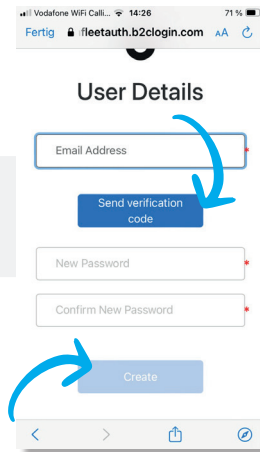 Vodafone WiFi Calli... 14:26 71 %
Fertig fleetauth.b2clogin.com AA
User Details
Email Address *
Send verification
code
New Password *
Confirm New Password *
Create